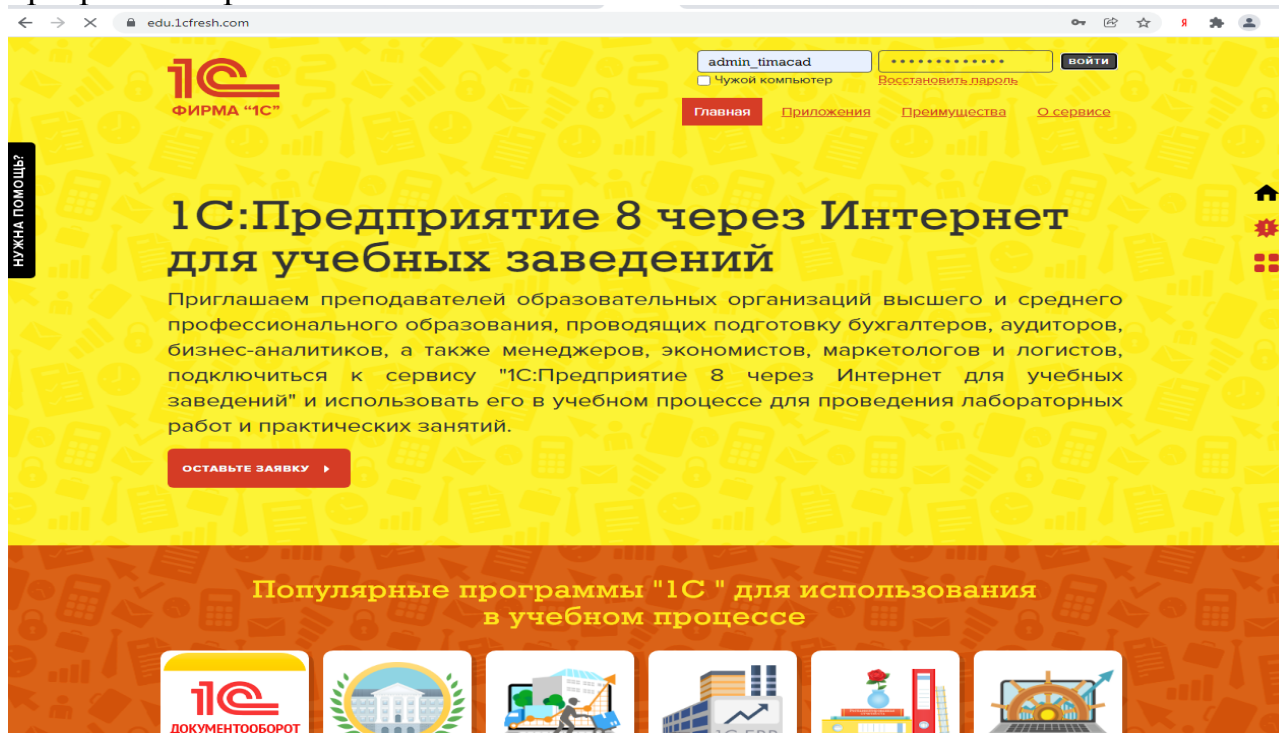 edu.1cfresh.com
Я
1С
ФИРМА "1С"
admin_timacad
•••••••••••••
ВОЙТИ
Чужой компьютер
Восстановить пароль
Главная
Приложения
Преимущества
О сервисе
НУЖНА ПОМОЩЬ?
1С:Предприятие 8 через Интернет
для учебных заведений
Приглашаем преподавателей образовательных организаций высшего и среднего
профессионального образования, проводящих подготовку бухгалтеров, аудиторов,
бизнес-аналитиков, а также менеджеров, экономистов, маркетологов и логистов,
подключиться к сервису "1С:Предприятие 8 через Интернет для учебных
заведений" и использовать его в учебном процессе для проведения лабораторных
работ и практических занятий.
ОСТАВЬТЕ ЗАЯВКУ
Популярные программы "1С " для использования
в учебном процессе
1С
ДОКУМЕНТООБОРОТ